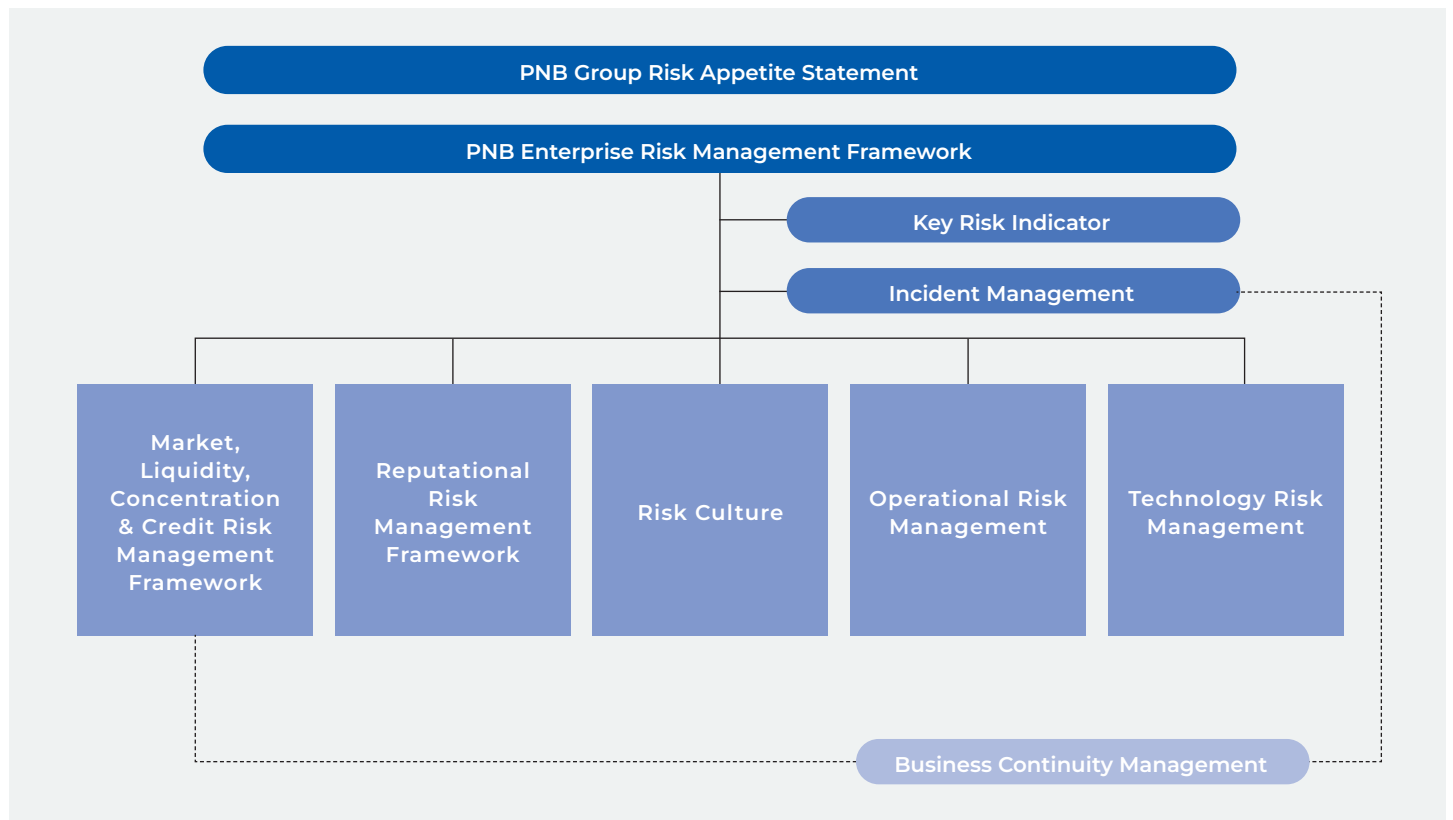 PNB Group Risk Appetite Statement
PNB Enterprise Risk Management Framework
Key Risk Indicator
Incident Management
Market,
Liquidity,
Concentration
& Credit Risk
Management
Framework
Reputational
Risk
Management
Framework
Risk Culture
Operational Risk
Management
Technology Risk
Management
Business Continuity Management